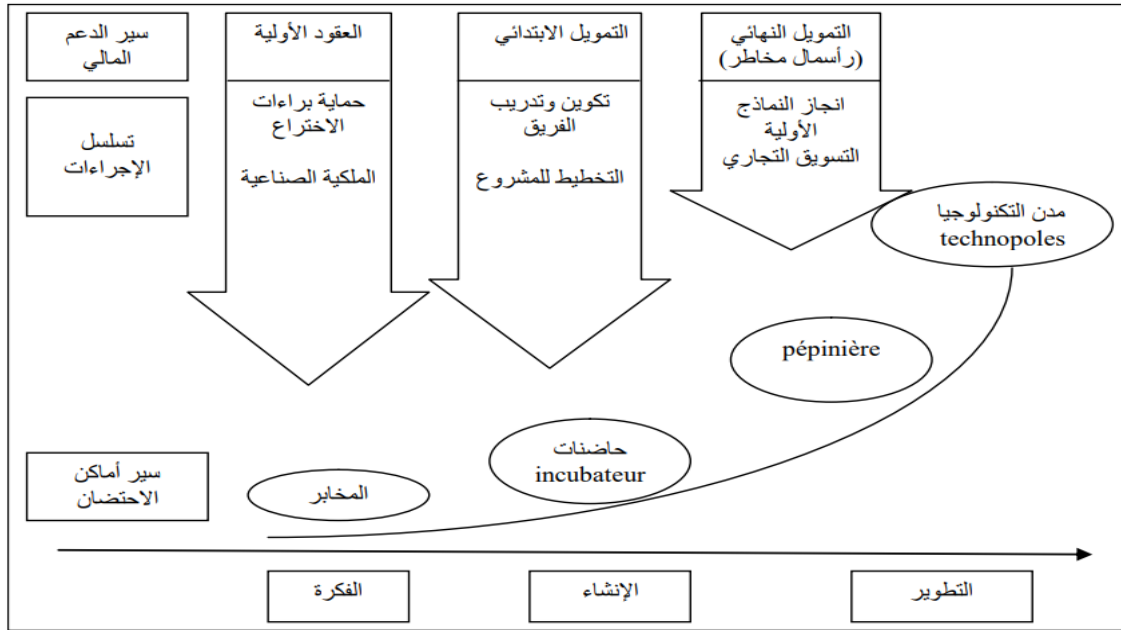 سير الدعم
المالي
العقود الأولية
التمويل الابتدائي
التمويل النهائي
(رأسمال مخاطر)
تسلسل
الإجراءات
حماية براءات
الاختراع
الملكية الصناعية
تكوين وتدريب
الفريق
التخطيط للمشروع
انجاز النماذج
الأولية
التسويق التجاري
مدن التكنولوجيا
technopoles
pépinière
حاضنات
incubateur
سير أماكن
الاحتضان
المخابر
الفكرة
الإنشاء
التطوير